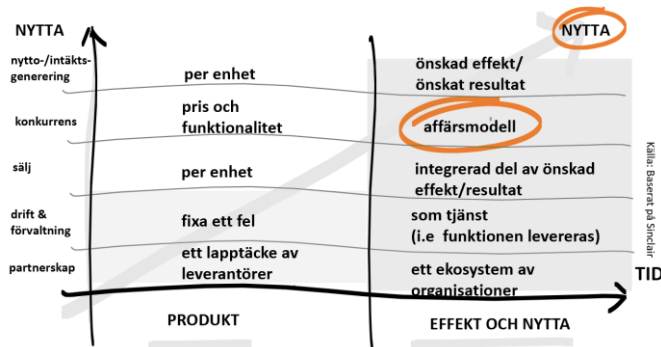 NYTTA
NYTTA
nytto-/intäkts-
generering
per enhet
önskad effekt/
önskat resultat
konkurrens
pris och
funktionalitet
affärsmodell
sälj
per enhet
integrerad del av önskad
effekt/resultat
drift &
förvaltning
fixa ett fel
som tjänst
(i.e funktionen levereras)
partnerskap
ett lapptäcke av
leverantörer
ett ekosystem av
organisationer
TID
PRODUKT
EFFEKT OCH NYTTA
Källa: Baserat på Sinclair